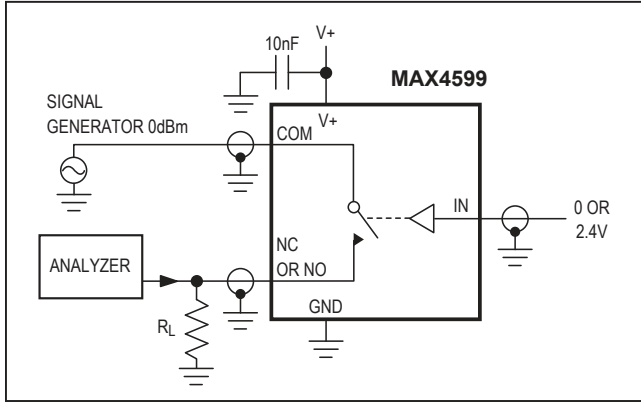 10nF
V+
MAX4599
SIGNAL
GENERATOR 0dBm
V+
COM
IN
0 OR
2.4V
NC
OR NO
ANALYZER
GND
RL